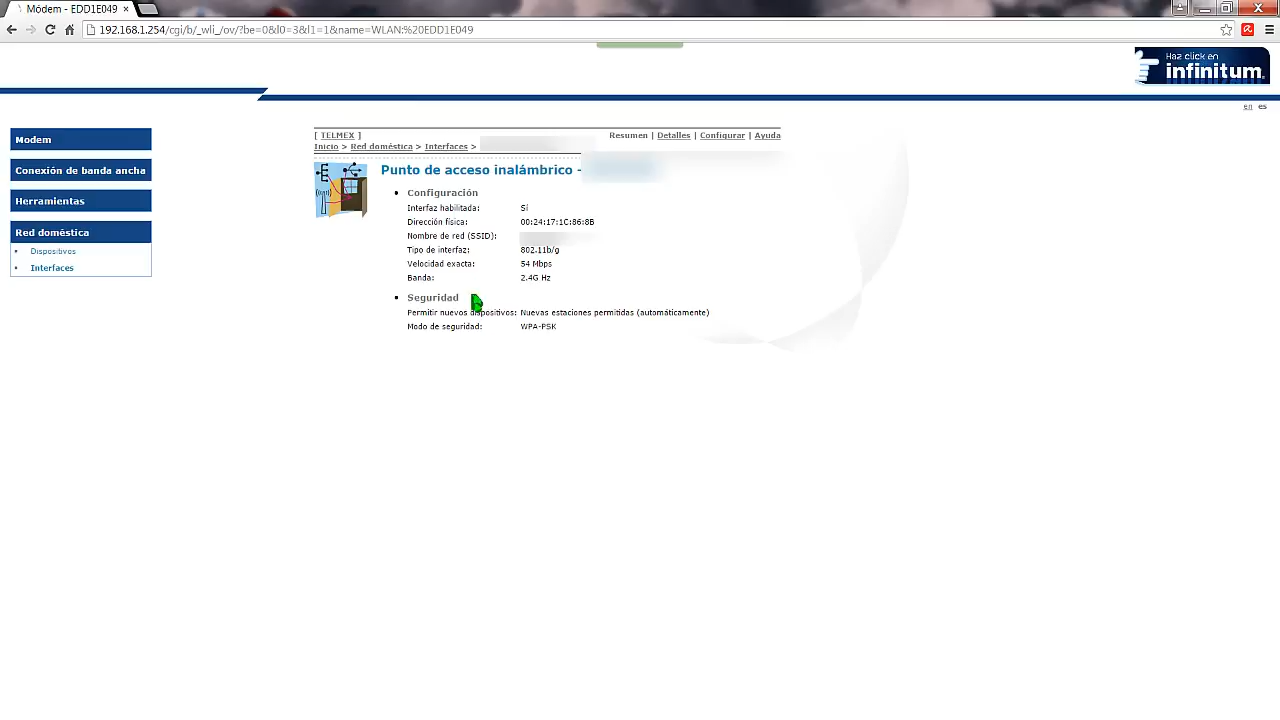 Módem - EDD1E049
192.168.1.254/cgi/b/_wli_/ov/?be=0&l0=3&l1=1&name=WLAN:%20EDD1E049
Haz click en
infinitum.
en es
Modem
Conexión de banda ancha
Herramientas
Red doméstica
Dispositivos
Interfaces
[ TELMEX ]
Resumen | Detalles | Configurar | Ayuda
Inicio > Red doméstica > Interfaces >
Punto de acceso inalámbrico -
Configuración
Interfaz habilitada: Sí
Dirección física: 00:24:17:1C:86:8B
Nombre de red (SSID):
Tipo de interfaz: 802.11b/g
Velocidad exacta: 54 Mbps
Banda: 2.4G Hz
Seguridad
Permitir nuevos dispositivos: Nuevas estaciones permitidas (automáticamente)
Modo de seguridad: WPA-PSK